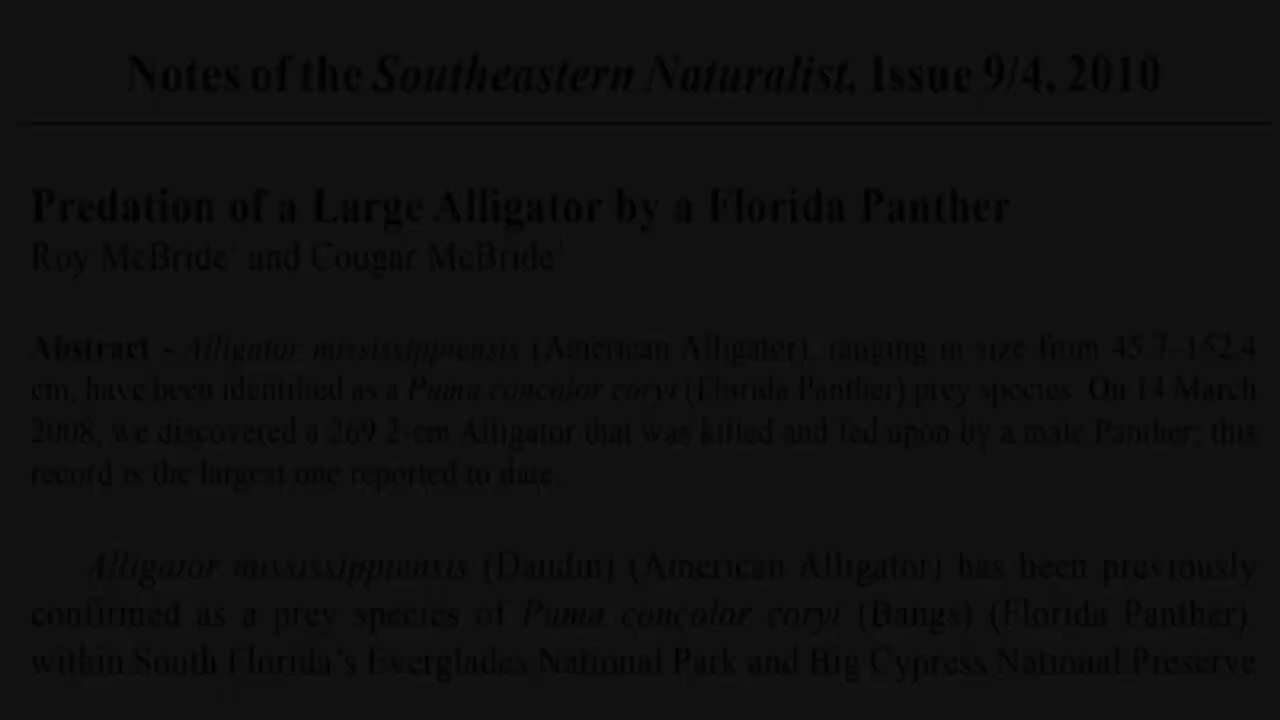 Notes of the Southeastern Naturalist, Issue 9/4, 2010
Predation of a Large Alligator by a Florida Panther
Roy McBride¹ and Cougar McBride¹
Abstract - Alligator mississippiensis (American Alligator), ranging in size from 45.7–152.4
cm, have been identified as a Puma concolor coryi (Florida Panther) prey species. On 14 March
2008, we discovered a 269.2-cm Alligator that was killed and fed upon by a male Panther; this
record is the largest one reported to date.
Alligator mississippiensis (Daudin) (American Alligator) has been previously
confirmed as a prey species of Puma concolor coryi (Bangs) (Florida Panther),
within South Florida's Everglades National Park and Big Cypress National Preserve